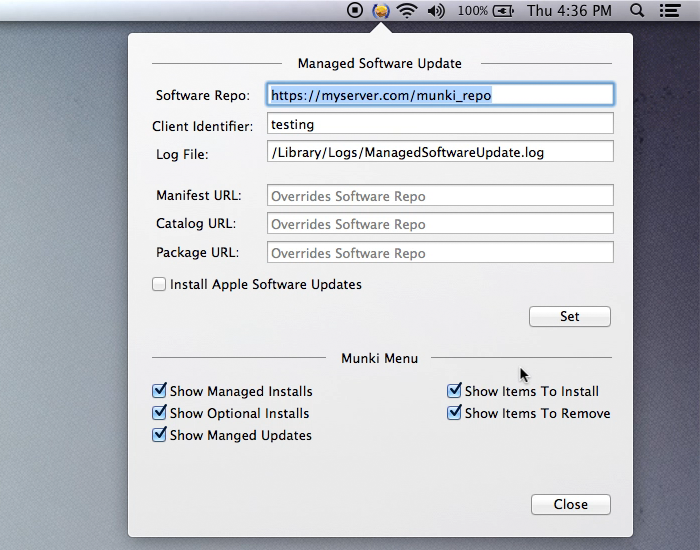 100% Thu 4:36 PM
Managed Software Update
Software Repo: https://myserver.com/munki_repo
Client Identifier: testing
Log File: /Library/Logs/ManagedSoftwareUpdate.log
Manifest URL: Overrides Software Repo
Catalog URL: Overrides Software Repo
Package URL: Overrides Software Repo
Install Apple Software Updates
Set
Munki Menu
Show Managed Installs Show Items To Install
Show Optional Installs Show Items To Remove
Show Manged Updates
Close